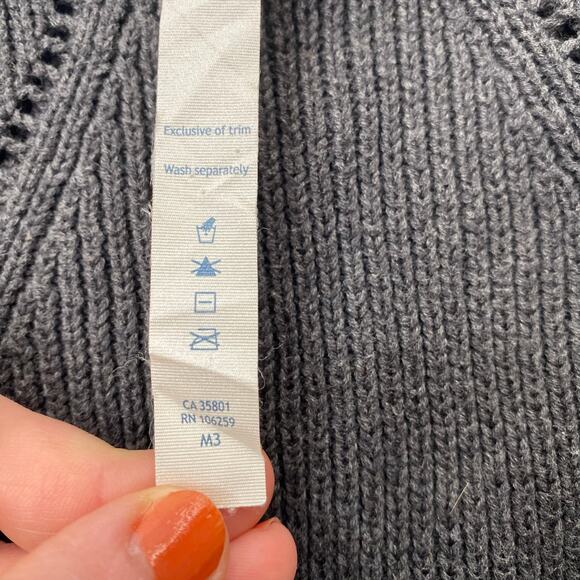 Exclusive of trim
Wash separately
CA 35801
RN 106259
M3